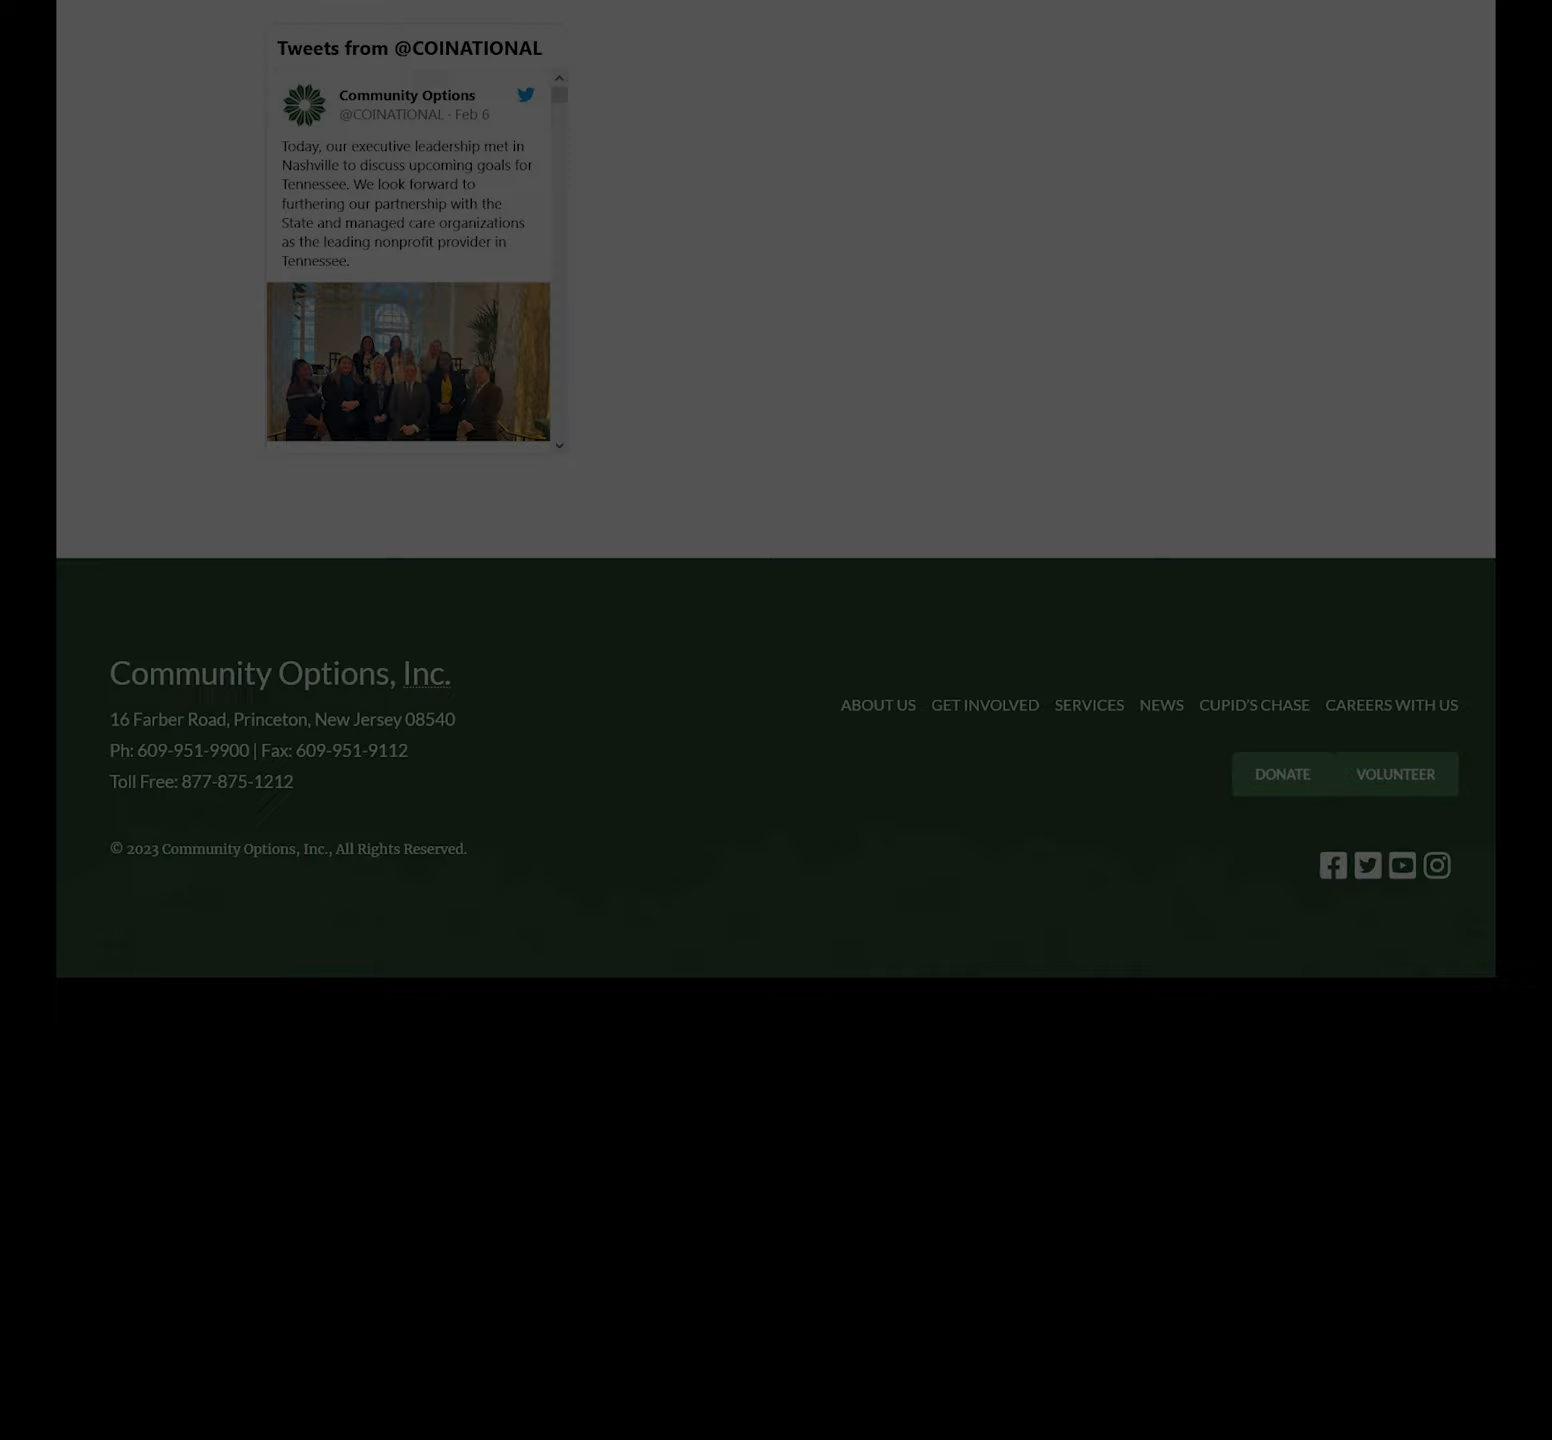 Tweets from @COINATIONAL
Community Options
@COINATIONAL · Feb 6
Today, our executive leadership met in
Nashville to discuss upcoming goals for
Tennessee. We look forward to
furthering our partnership with the
State and managed care organizations
as the leading nonprofit provider in
Tennessee.
Community Options, Inc.
16 Farber Road, Princeton, New Jersey 08540
Ph: 609-951-9900 | Fax: 609-951-9112
Toll Free: 877-875-1212
© 2023 Community Options, Inc., All Rights Reserved.
ABOUT US GET INVOLVED SERVICES NEWS CUPID'S CHASE CAREERS WITH US
DONATE VOLUNTEER